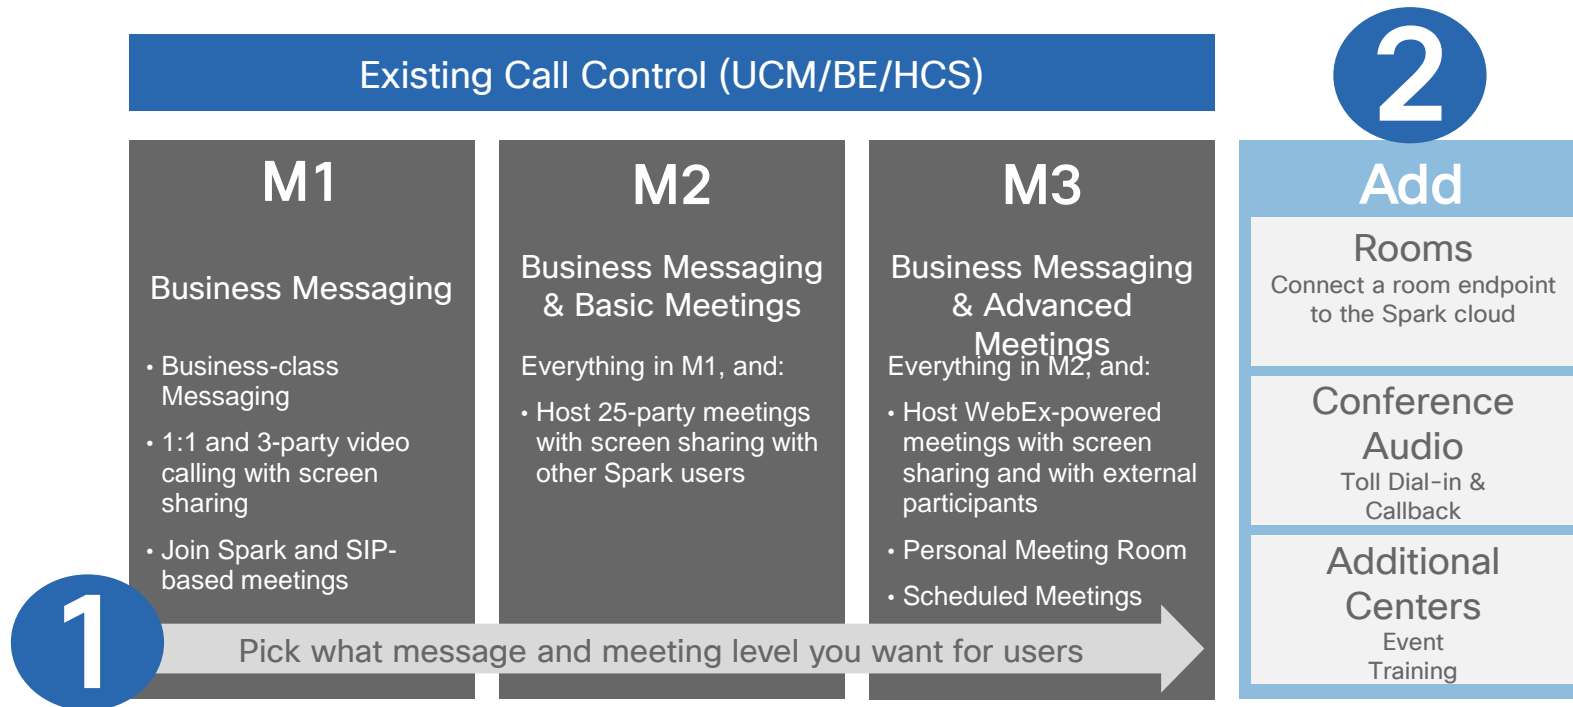 Existing Call Control (UCM/BE/HCS)
2
M1
Business Messaging
• Business-class
Messaging
• 1:1 and 3-party video
calling with screen
sharing
• Join Spark and SIP-
based meetings
M2
Business Messaging
& Basic Meetings
Everything in M1, and:
• Host 25-party meetings
with screen sharing with
other Spark users
M3
Business Messaging
& Advanced
Meetings
Everything in M2, and:
• Host WebEx-powered
meetings with screen
sharing and with external
participants
• Personal Meeting Room
• Scheduled Meetings
1
Pick what message and meeting level you want for users
Add
Rooms
Connect a room endpoint
to the Spark cloud
Conference
Audio
Toll Dial-in &
Callback
Additional
Centers
Event
Training